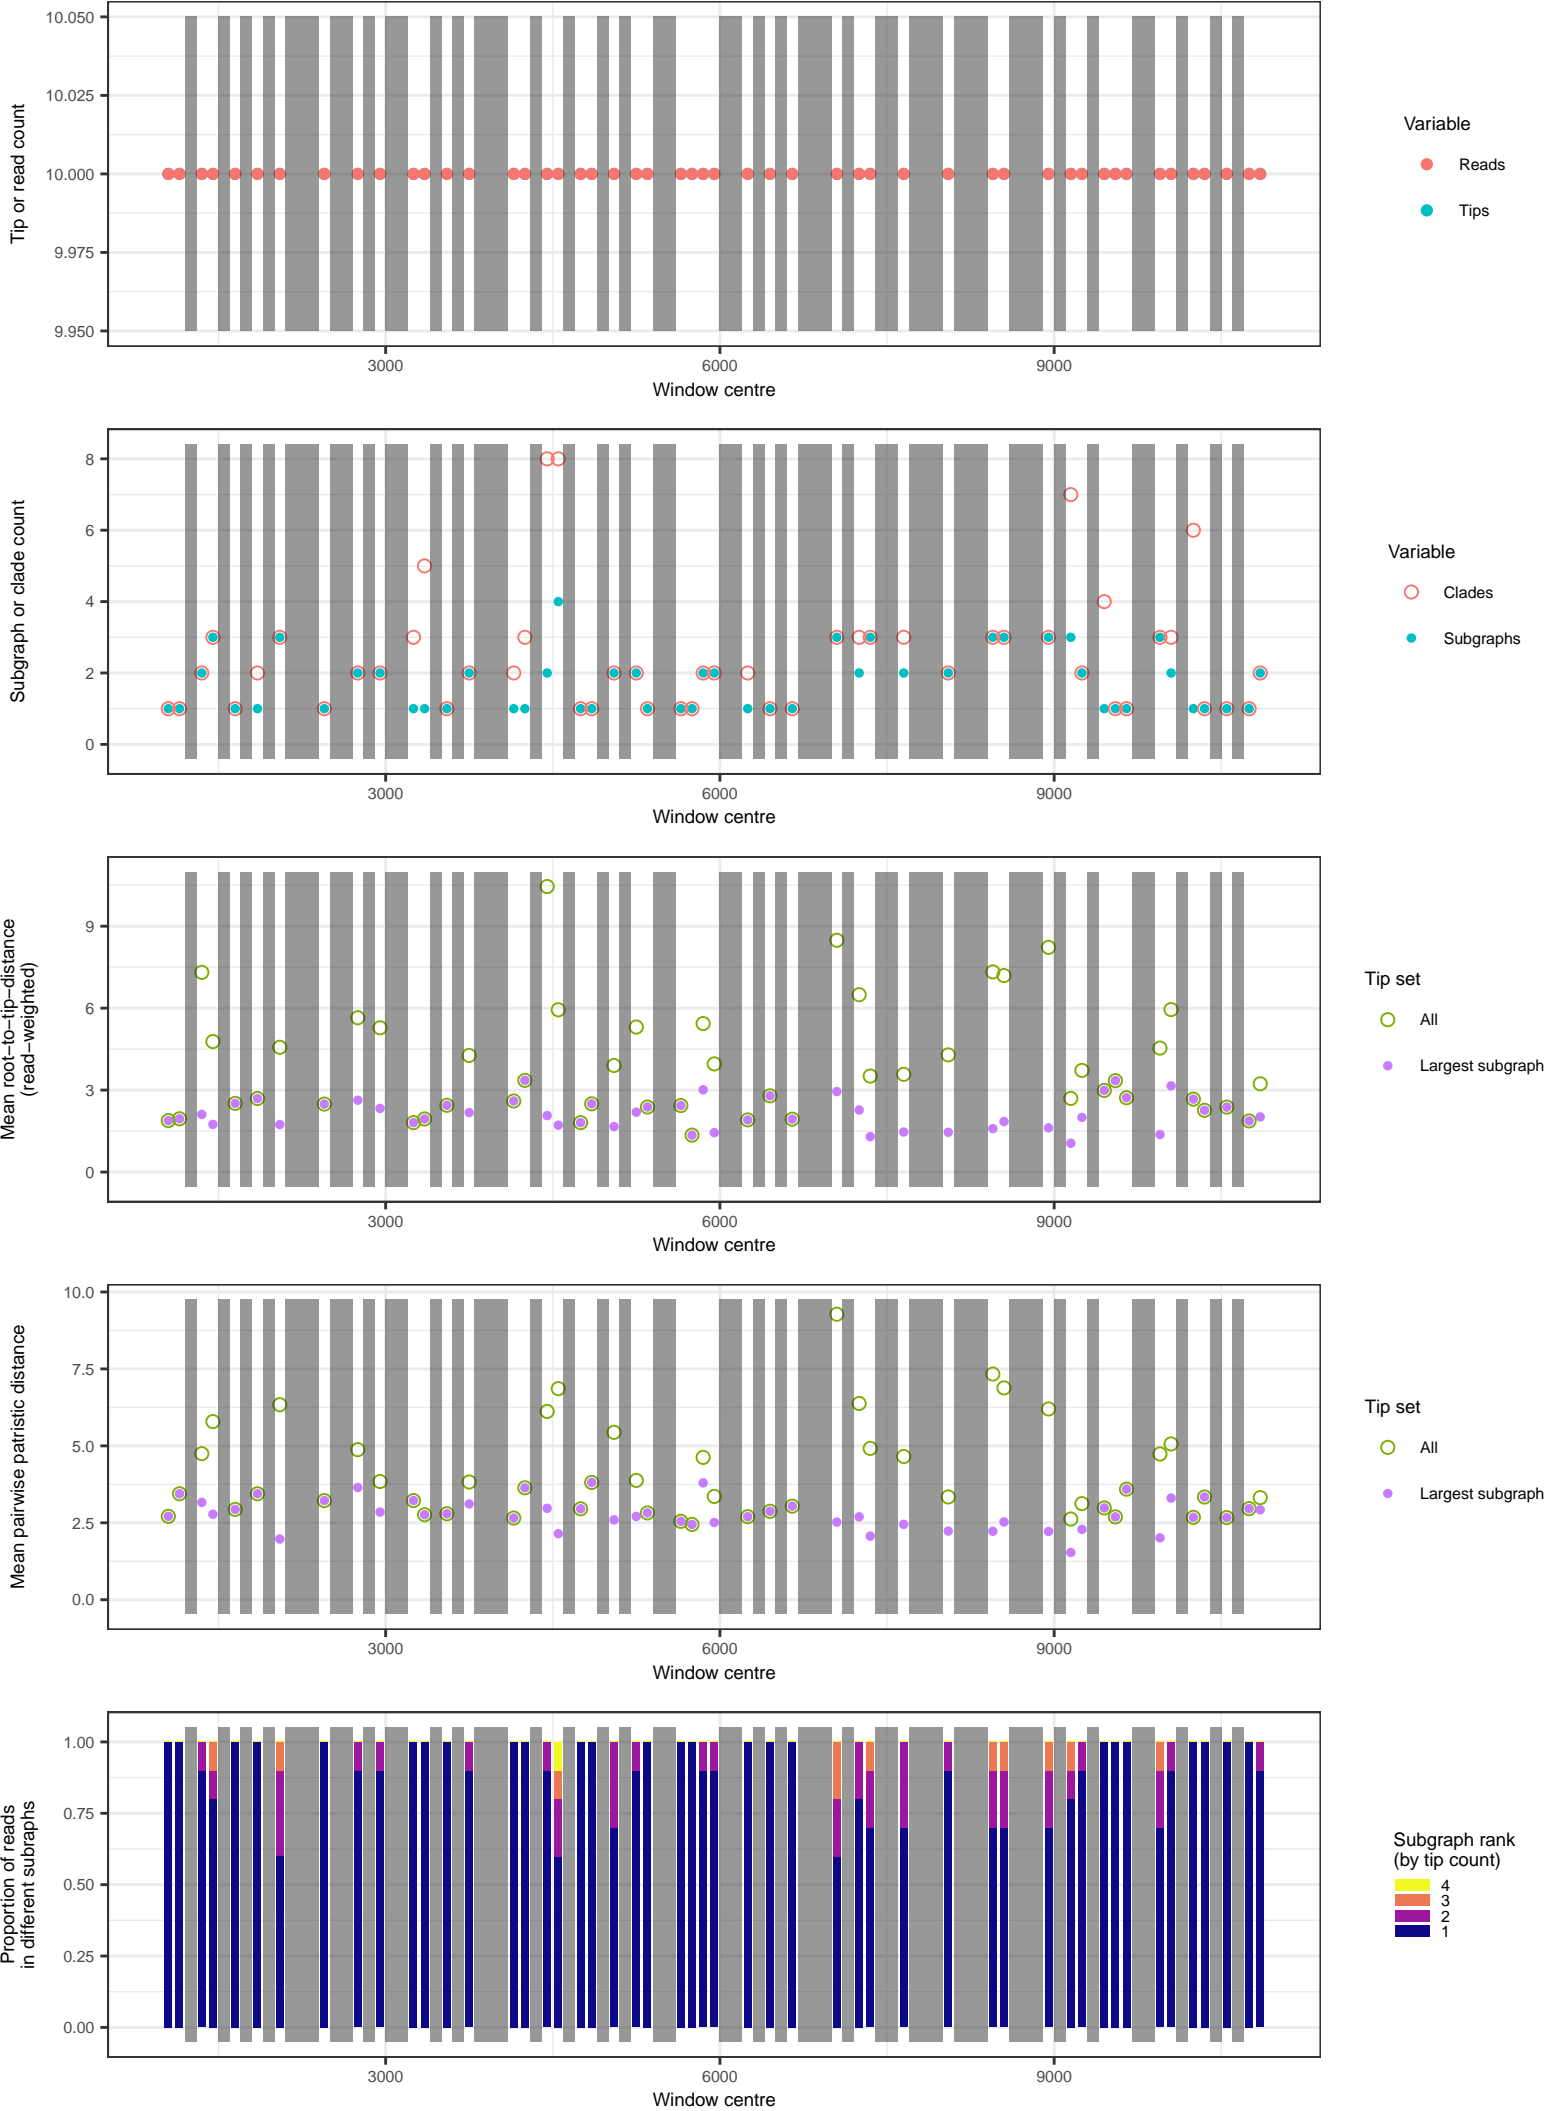 10.050
10.025
10.000
9.975
9.950
Tip or read count
3000
6000
9000
Window centre
Variable
Reads
Tips
8
6
4
2
0
Subgraph or clade count
3000
6000
9000
Window centre
Variable
Clades
Subgraphs
9
6
3
0
Mean root−to−tip−distance
(read−weighted)
3000
6000
9000
Window centre
Tip set
All
Largest subgraph
10.0
7.5
5.0
2.5
0.0
Mean pairwise patristic distance
3000
6000
9000
Window centre
Tip set
All
Largest subgraph
1.00
0.75
0.50
0.25
0.00
Proportion of reads
in different subraphs
3000
6000
9000
Window centre
Subgraph rank
(by tip count)
4
3
2
1